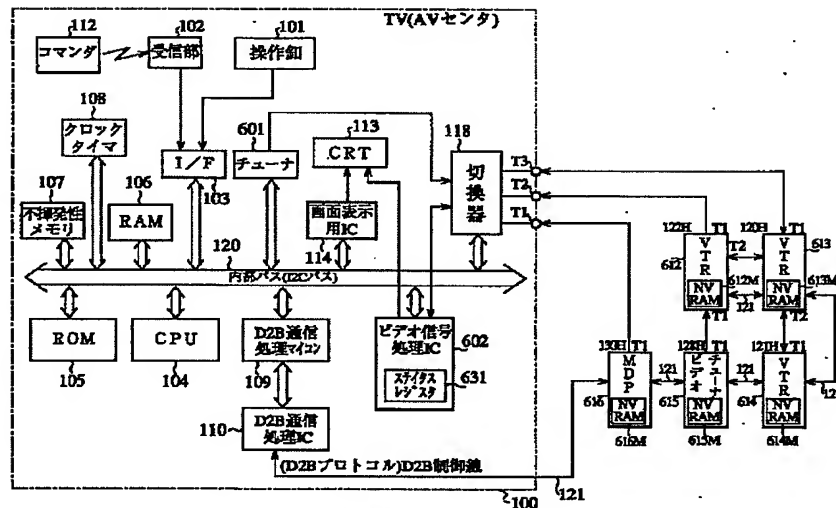 TV(AVセンタ)
112
102
101
コマンダ
受信部
操作卸
108
クロック
タイマ
I/F
103
601
チューナ
113
CRT
118
切換器
T3
T2
T1
107
不揮発性
メモリ
106
RAM
画面表示
用IC
114
120
内部バス(I2Cバス)
ROM
105
CPU
104
D2B通信
処理マイコン
109
ビデオ信号
処理IC
602
ステイタス
レジスタ
631
110
D2B通信
処理IC
(D2Bプロトコル)D2B制御線
121
100
122H
T1
VTR
612
NV
RAM
612M
T2
121
120H
T1
VTR
613
NV
RAM
613M
T1
T2
130H
T1
MDP
616
NV
RAM
616M
121
128H
T1
ビデオ
チューナ
615
NV
RAM
615M
121
121H
T1
VTR
614
NV
RAM
614M